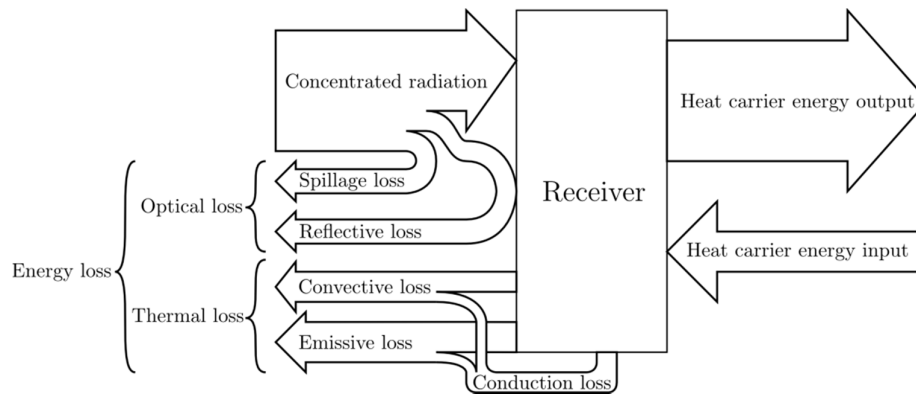 Concentrated radiation
Heat carrier energy output
Spillage loss
Optical loss
Receiver
Reflective loss
Heat carrier energy input
Energy loss
Convective loss
Thermal loss
Emissive loss
Conduction loss